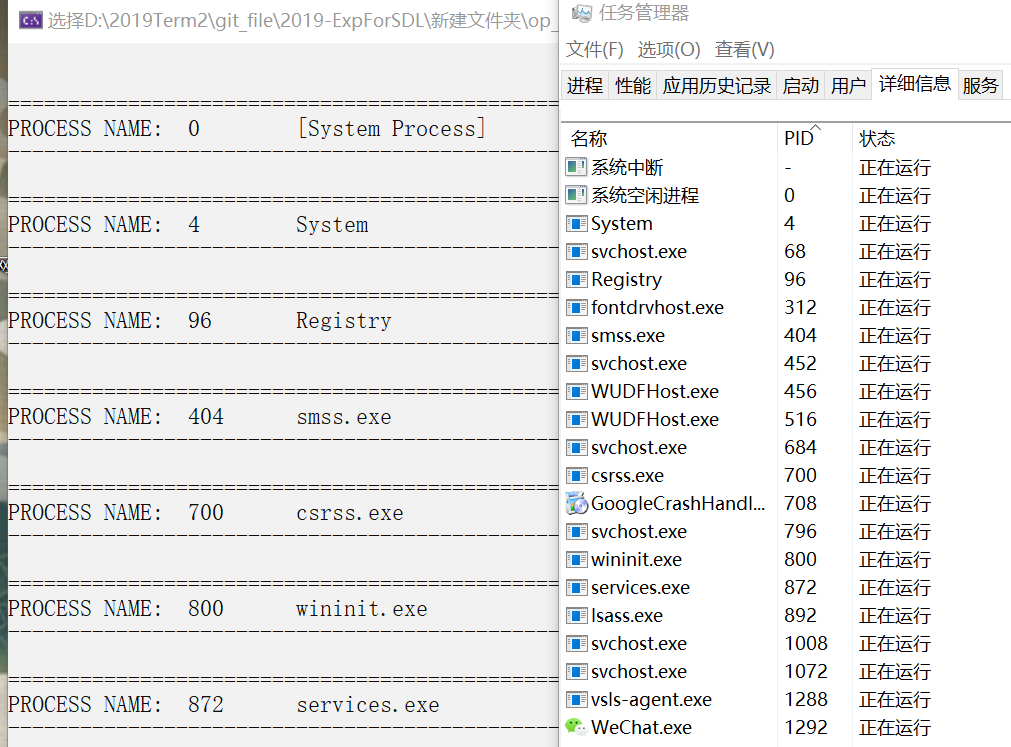 选择D:\2019Term2\git_file\2019-ExpForSDL\新建文件夹\op_
================================================
PROCESS NAME:  0        [System Process]
------------------------------------------------
================================================
PROCESS NAME:  4        System
------------------------------------------------
================================================
PROCESS NAME:  96       Registry
------------------------------------------------
================================================
PROCESS NAME:  404      smss.exe
------------------------------------------------
================================================
PROCESS NAME:  700      csrss.exe
------------------------------------------------
================================================
PROCESS NAME:  800      wininit.exe
------------------------------------------------
================================================
PROCESS NAME:  872      services.exe
------------------------------------------------
任务管理器
文件(F) 选项(O) 查看(V)
进程 性能 应用历史记录 启动 用户 详细信息 服务
名称 PID 状态
系统中断 - 正在运行
系统空闲进程 0 正在运行
System 4 正在运行
svchost.exe 68 正在运行
Registry 96 正在运行
fontdrvhost.exe 312 正在运行
smss.exe 404 正在运行
svchost.exe 452 正在运行
WUDFHost.exe 456 正在运行
WUDFHost.exe 516 正在运行
svchost.exe 684 正在运行
csrss.exe 700 正在运行
GoogleCrashHandl... 708 正在运行
svchost.exe 796 正在运行
wininit.exe 800 正在运行
services.exe 872 正在运行
lsass.exe 892 正在运行
svchost.exe 1008 正在运行
svchost.exe 1072 正在运行
vsls-agent.exe 1288 正在运行
WeChat.exe 1292 正在运行